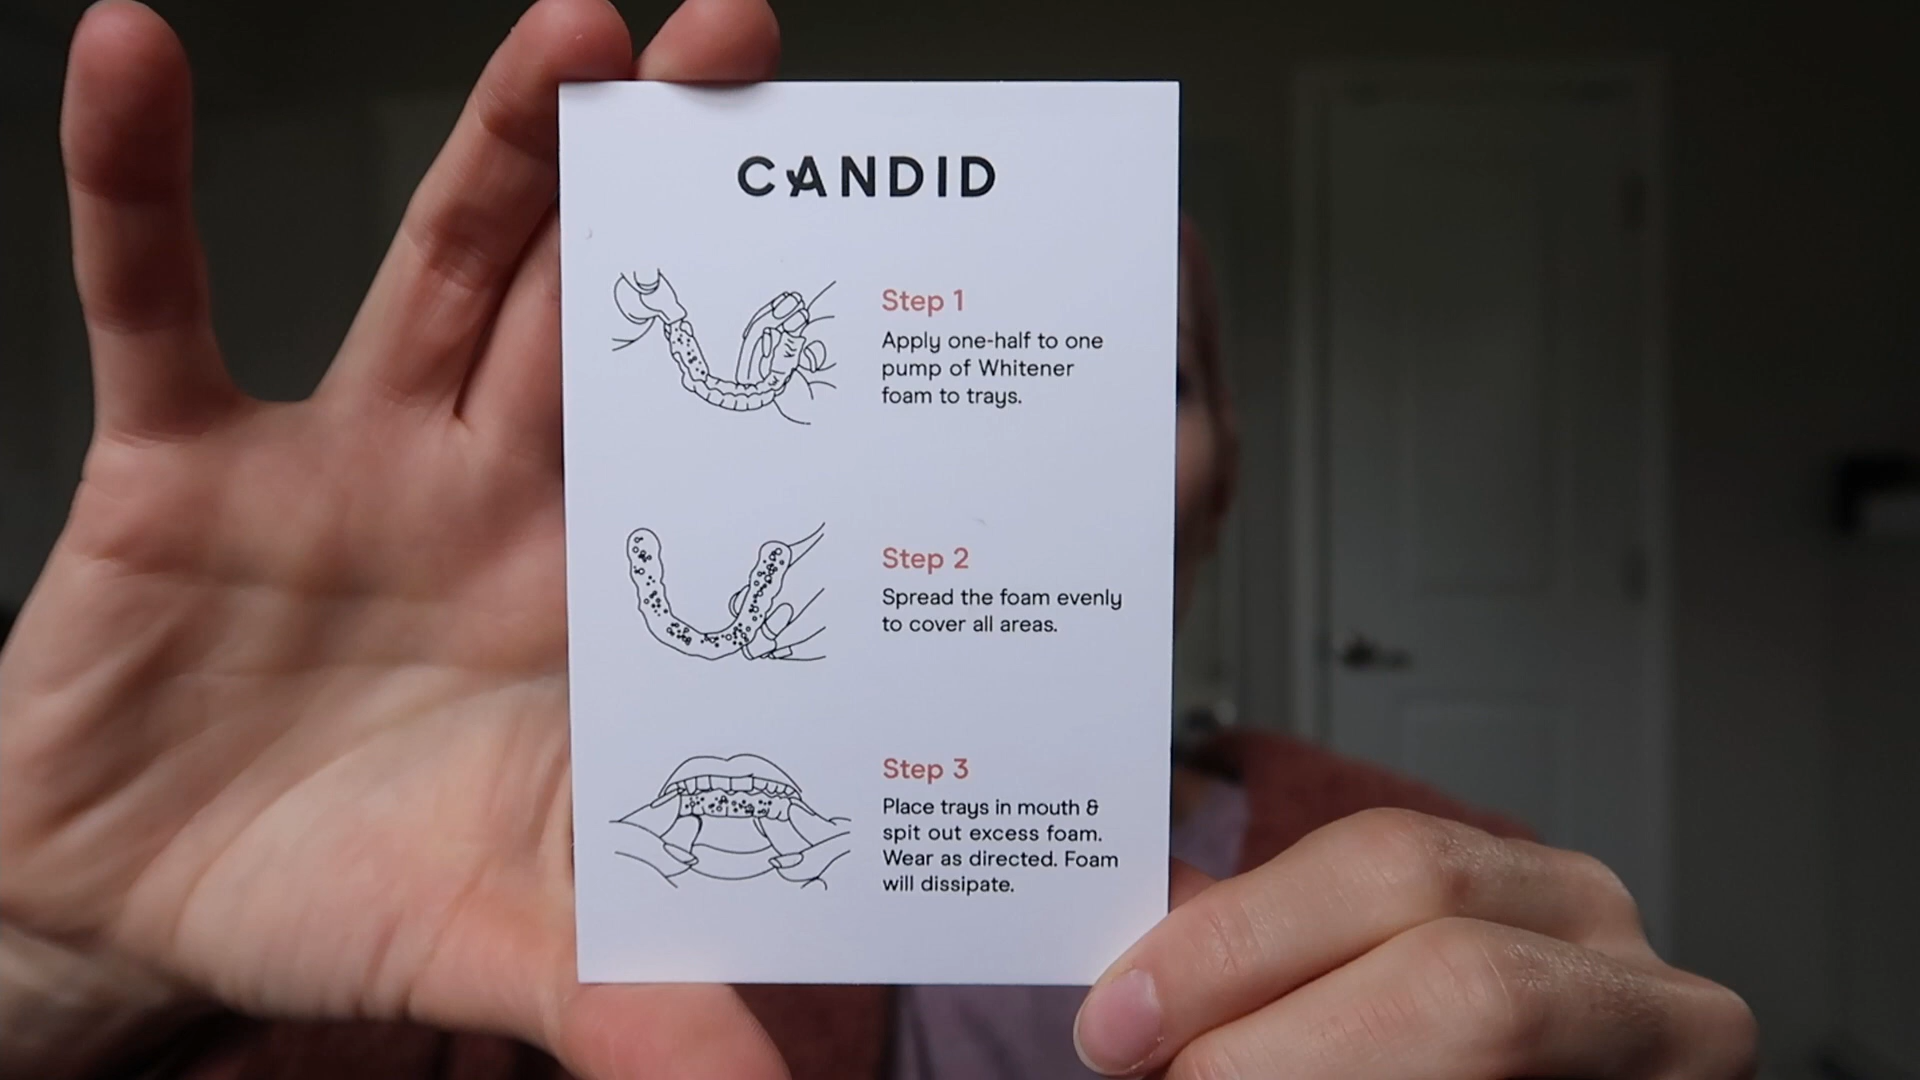 CANDID
Step 1
Apply one-half to one
pump of Whitener
foam to trays.
Step 2
Spread the foam evenly
to cover all areas.
Step 3
Place trays in mouth &
spit out excess foam.
Wear as directed. Foam
will dissipate.